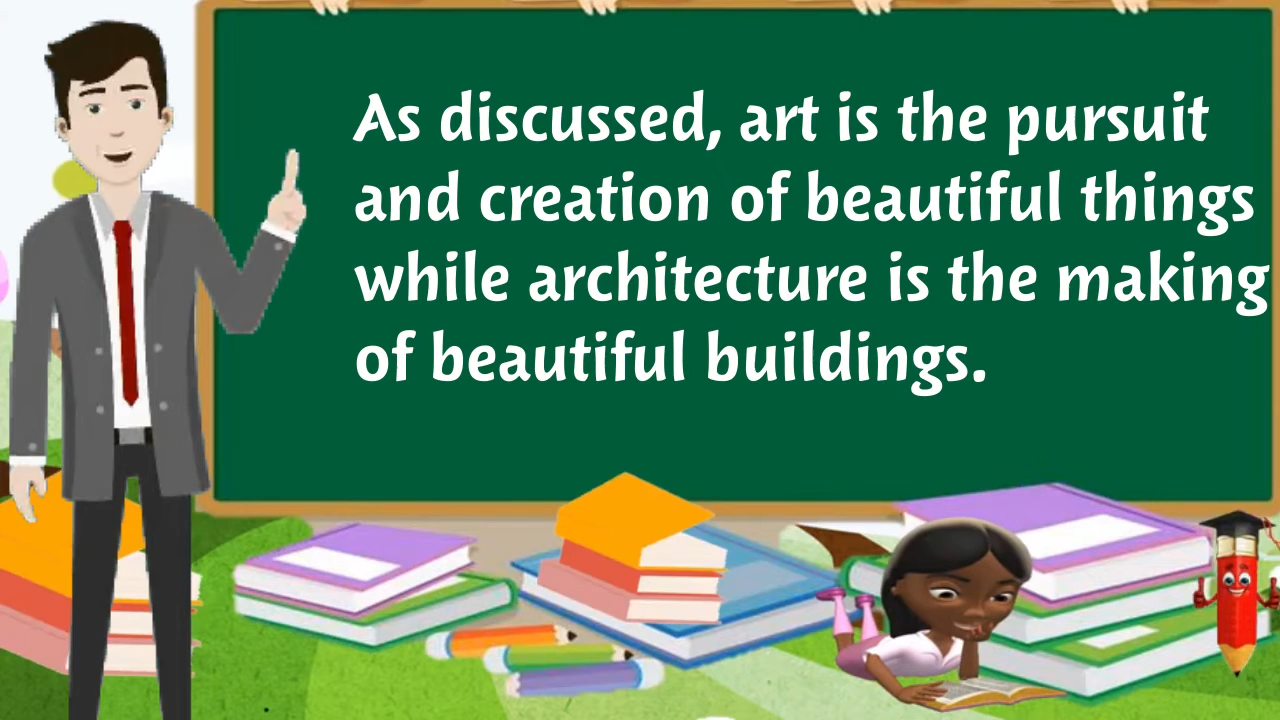 As discussed, art is the pursuit
and creation of beautiful things
while architecture is the making
of beautiful buildings.